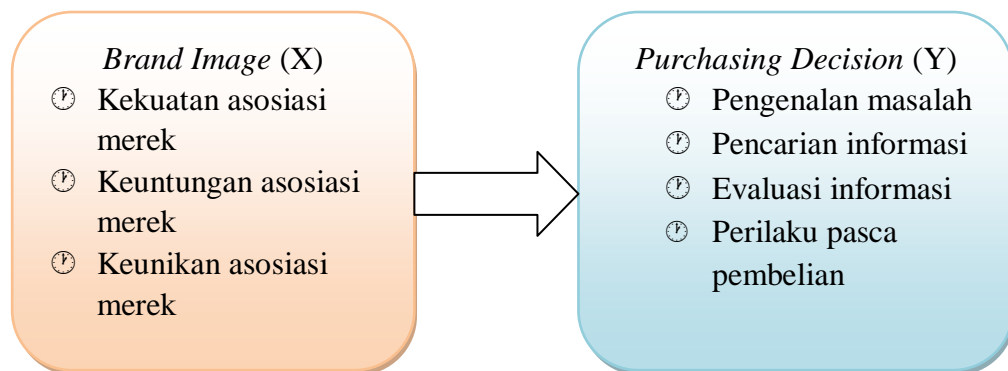 Brand Image (X)
Kekuatan asosiasi
merek
Keuntungan asosiasi
merek
Keunikan asosiasi
merek
Purchasing Decision (Y)
Pengenalan masalah
Pencarian informasi
Evaluasi informasi
Perilaku pasca
pembelian